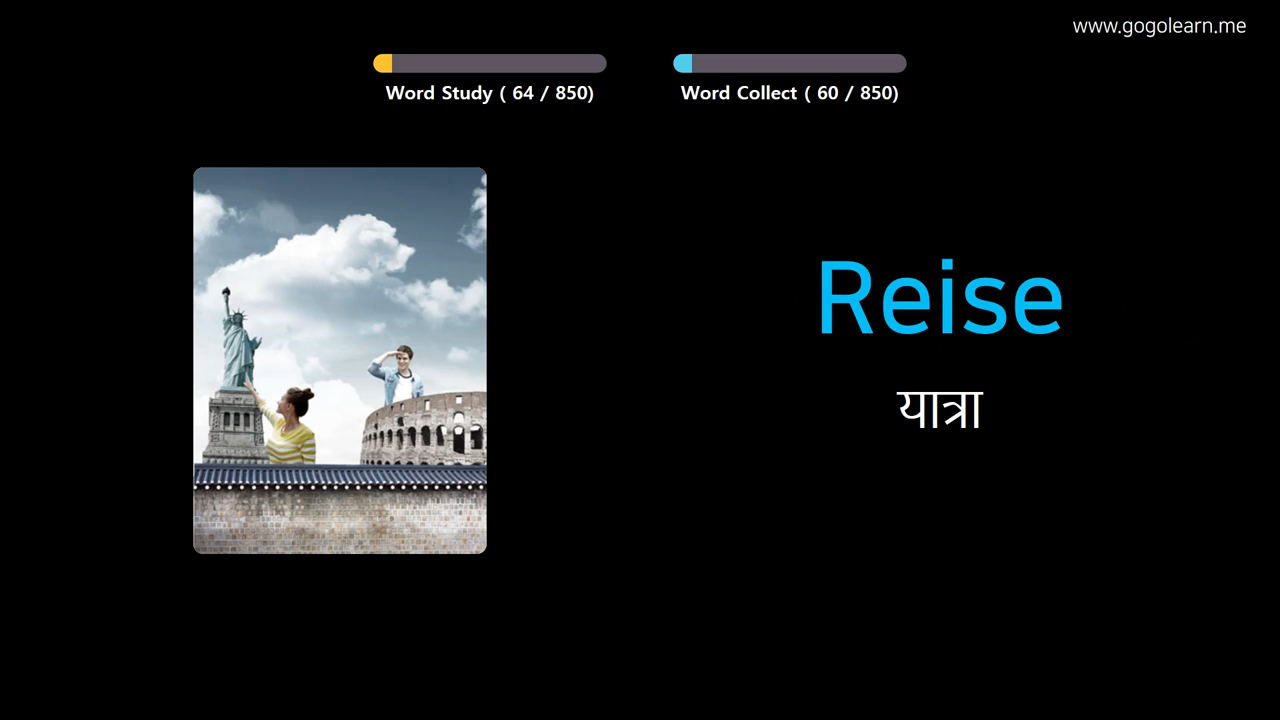 www.gogolearn.me
Word Study ( 64 / 850)
Word Collect ( 60 / 850)
Reise
यात्रा